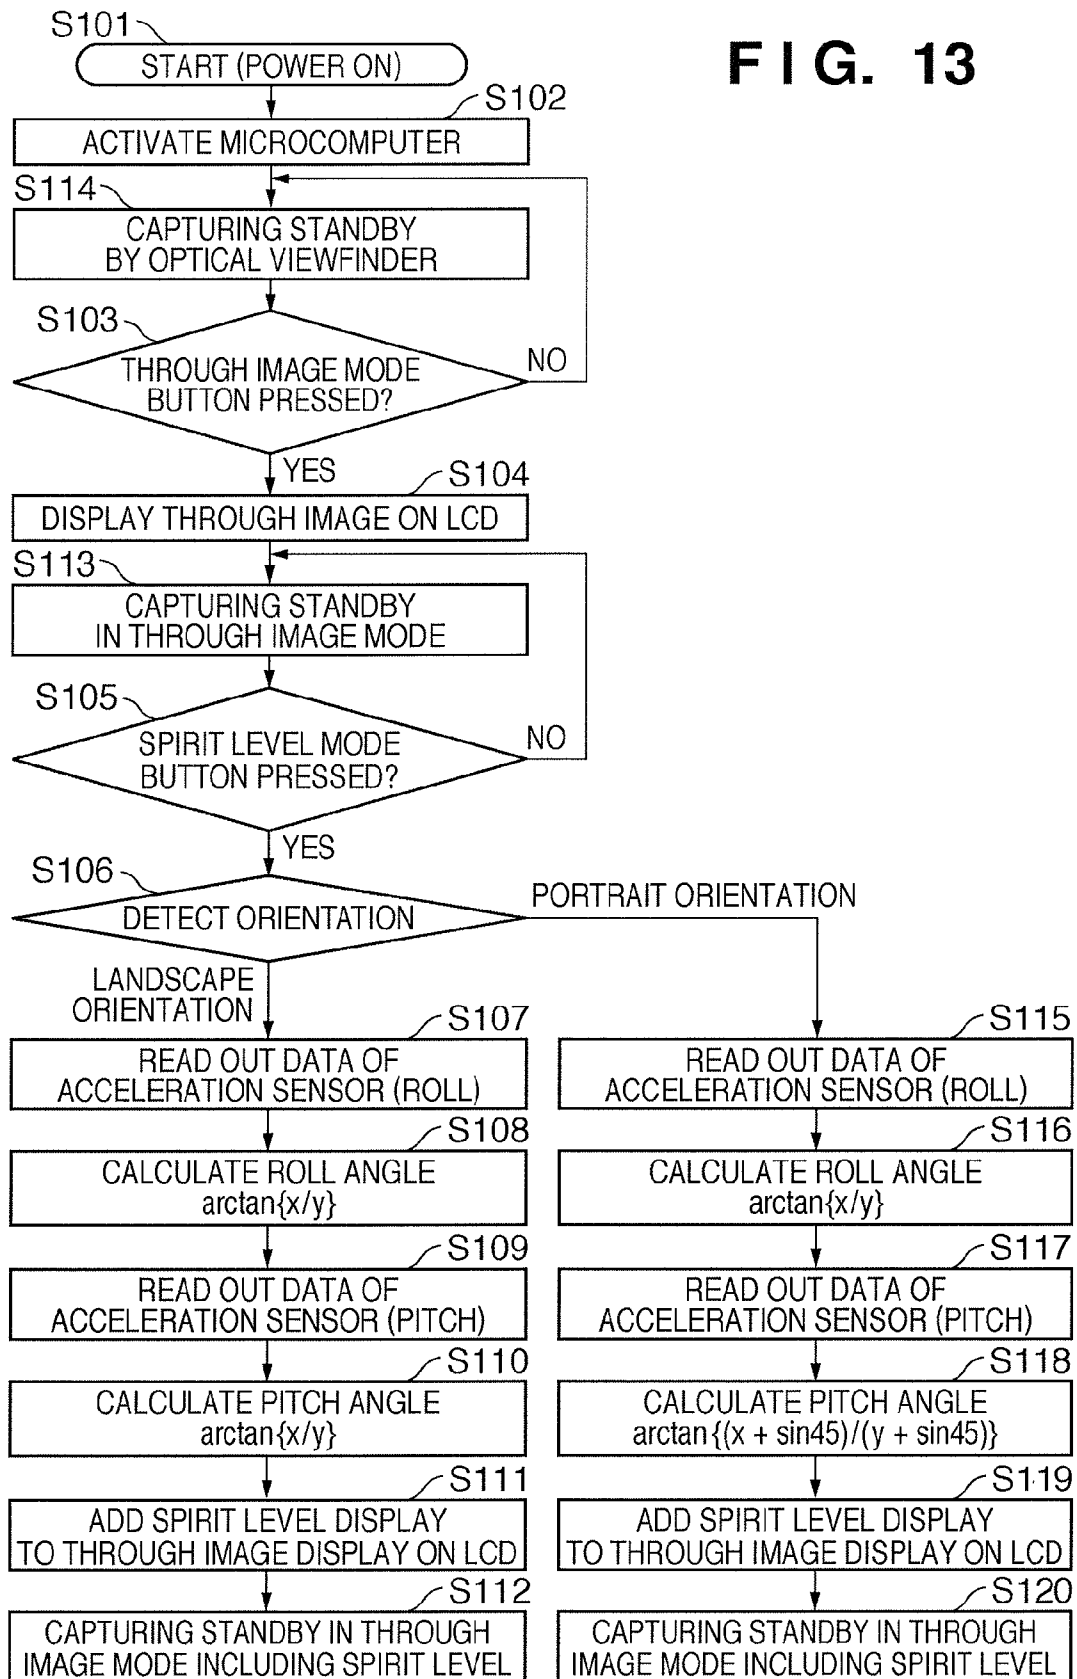 FIG. 13
S101
START (POWER ON)
S102
ACTIVATE MICROCOMPUTER
S114
CAPTURING STANDBY
BY OPTICAL VIEWFINDER
S103
THROUGH IMAGE MODE
BUTTON PRESSED?
NO
YES
S104
DISPLAY THROUGH IMAGE ON LCD
S113
CAPTURING STANDBY
IN THROUGH IMAGE MODE
S105
SPIRIT LEVEL MODE
BUTTON PRESSED?
NO
YES
S106
DETECT ORIENTATION
PORTRAIT ORIENTATION
LANDSCAPE
ORIENTATION
S107
READ OUT DATA OF
ACCELERATION SENSOR (ROLL)
S108
CALCULATE ROLL ANGLE
arctan{x/y}
S109
READ OUT DATA OF
ACCELERATION SENSOR (PITCH)
S110
CALCULATE PITCH ANGLE
arctan{x/y}
S111
ADD SPIRIT LEVEL DISPLAY
TO THROUGH IMAGE DISPLAY ON LCD
S112
CAPTURING STANDBY IN THROUGH
IMAGE MODE INCLUDING SPIRIT LEVEL
S115
READ OUT DATA OF
ACCELERATION SENSOR (ROLL)
S116
CALCULATE ROLL ANGLE
arctan{x/y}
S117
READ OUT DATA OF
ACCELERATION SENSOR (PITCH)
S118
CALCULATE PITCH ANGLE
arctan{(x + sin45)/(y + sin45)}
S119
ADD SPIRIT LEVEL DISPLAY
TO THROUGH IMAGE DISPLAY ON LCD
S120
CAPTURING STANDBY IN THROUGH
IMAGE MODE INCLUDING SPIRIT LEVEL